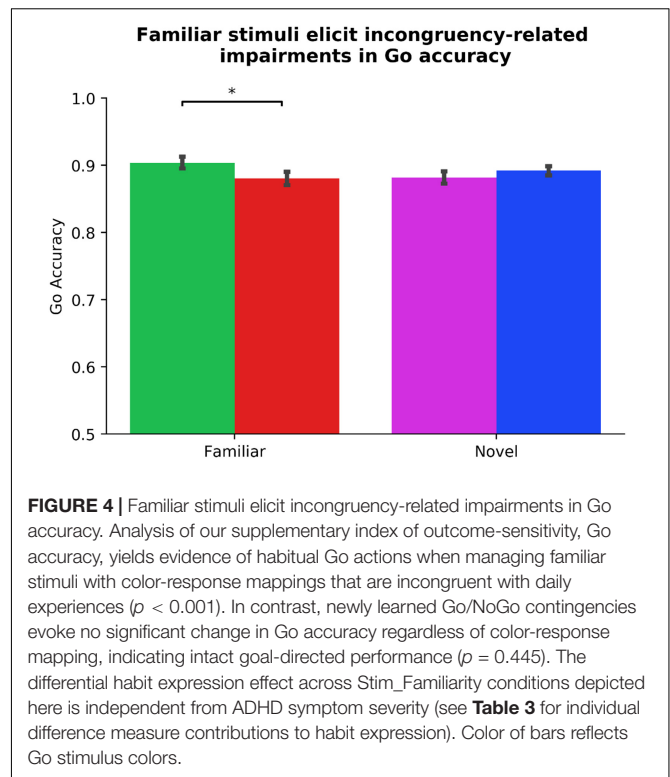 Familiar stimuli elicit incongruency-related
impairments in Go accuracy
*
1.0
0.9
0.8
0.7
0.6
0.5
Go Accuracy
Familiar
Novel
FIGURE 4 | Familiar stimuli elicit incongruency-related impairments in Go
accuracy. Analysis of our supplementary index of outcome-sensitivity, Go
accuracy, yields evidence of habitual Go actions when managing familiar
stimuli with color-response mappings that are incongruent with daily
experiences (p < 0.001). In contrast, newly learned Go/NoGo contingencies
evoke no significant change in Go accuracy regardless of color-response
mapping, indicating intact goal-directed performance (p = 0.445). The
differential habit expression effect across Stim_Familiarity conditions depicted
here is independent from ADHD symptom severity (see Table 3 for individual
difference measure contributions to habit expression). Color of bars reflects
Go stimulus colors.